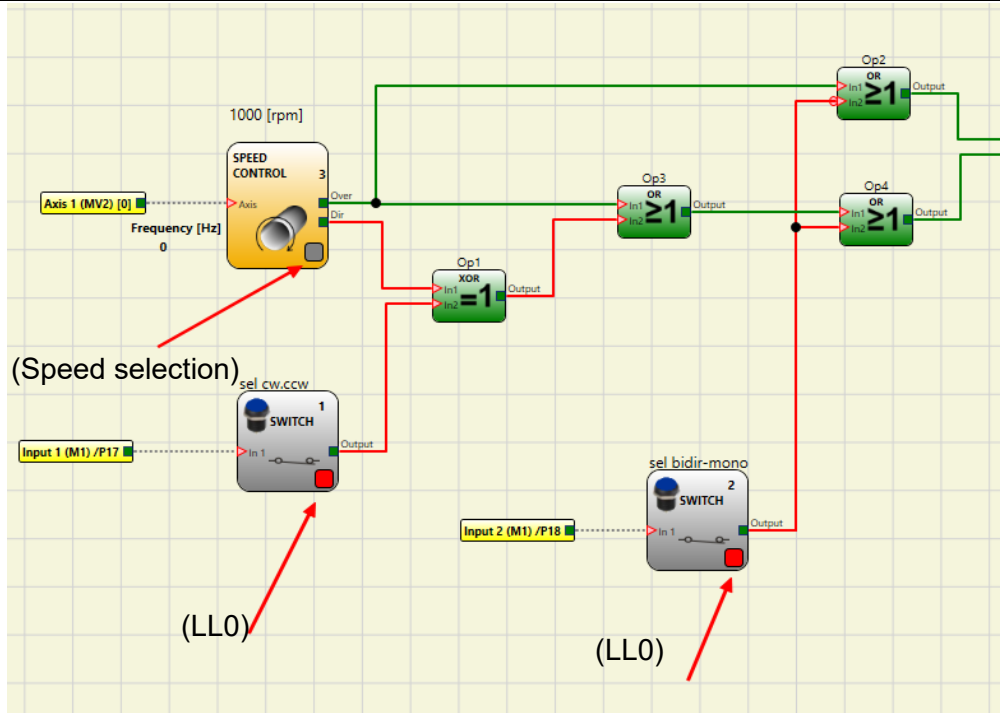 1000 [rpm]
SPEED
CONTROL
3
Over
Axis
Dir
Axis 1 (MV2) [0]
Frequency [Hz]
0
(Speed selection)
Op1
XOR
In1
In2
=1
Output
Op2
OR
In1
In2
≥1
Output
Op3
OR
In1
In2
≥1
Output
Op4
OR
In1
In2
≥1
Output
sel cw.ccw
1
SWITCH
In 1
Output
Input 1 (M1) /P17
(LL0)
sel bidir-mono
2
SWITCH
In 1
Output
Input 2 (M1) /P18
(LL0)